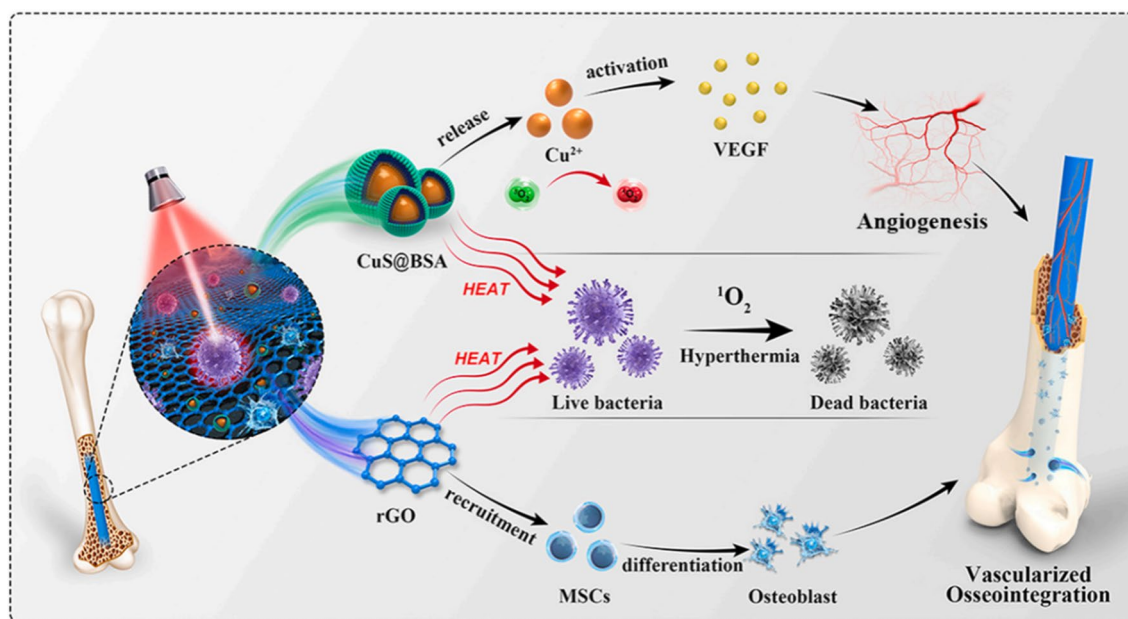 activation
release
Cu²⁺
VEGF
Angiogenesis
CuS@BSA
HEAT
HEAT
¹O₂
Hyperthermia
Live bacteria
Dead bacteria
rGO
recruitment
MSCs
differentiation
Osteoblast
Vascularized
Osseointegration